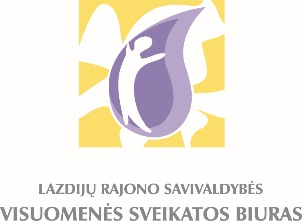 LAZDIJŲ RAJONO SAVIVALDYBĖS
VISUOMENĖS SVEIKATOS BIURAS